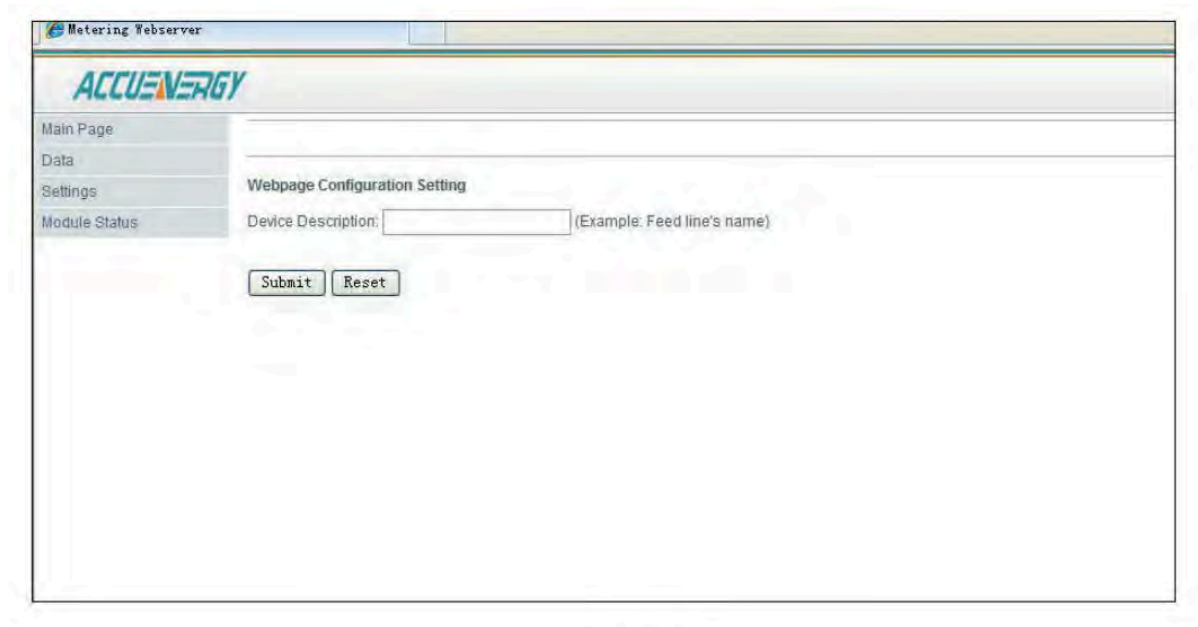 Metering Webserver
ACCUENERGY
Main Page
Data
Settings
Module Status
Webpage Configuration Setting
Device Description: (Example: Feed line's name)
Submit Reset